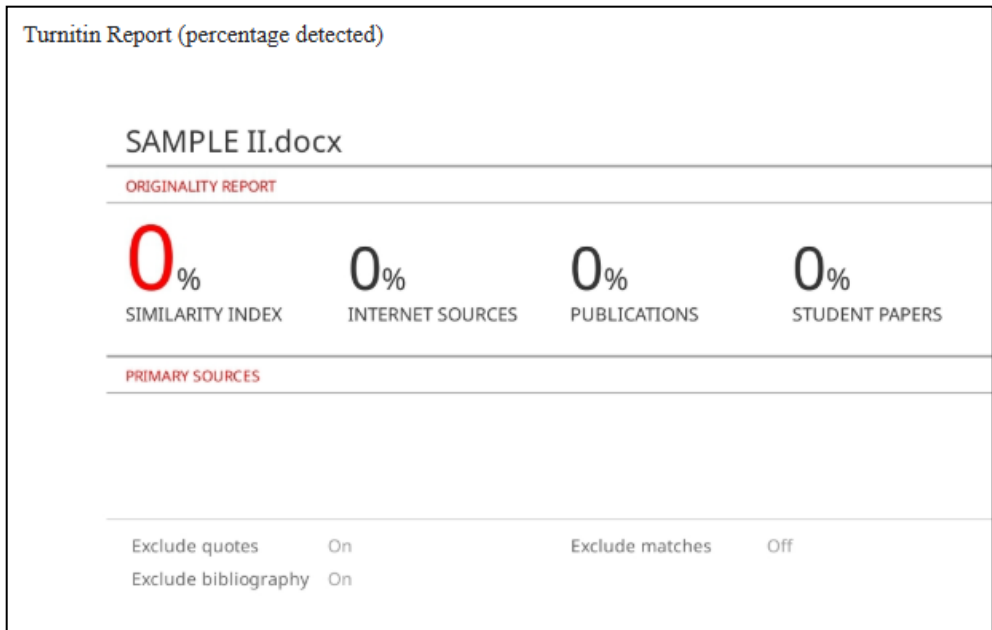 Turnitin Report (percentage detected)
SAMPLE II.docx
ORIGINALITY REPORT
0% 0% 0% 0%
SIMILARITY INDEX INTERNET SOURCES PUBLICATIONS STUDENT PAPERS
PRIMARY SOURCES
Exclude quotes On Exclude matches Off
Exclude bibliography On